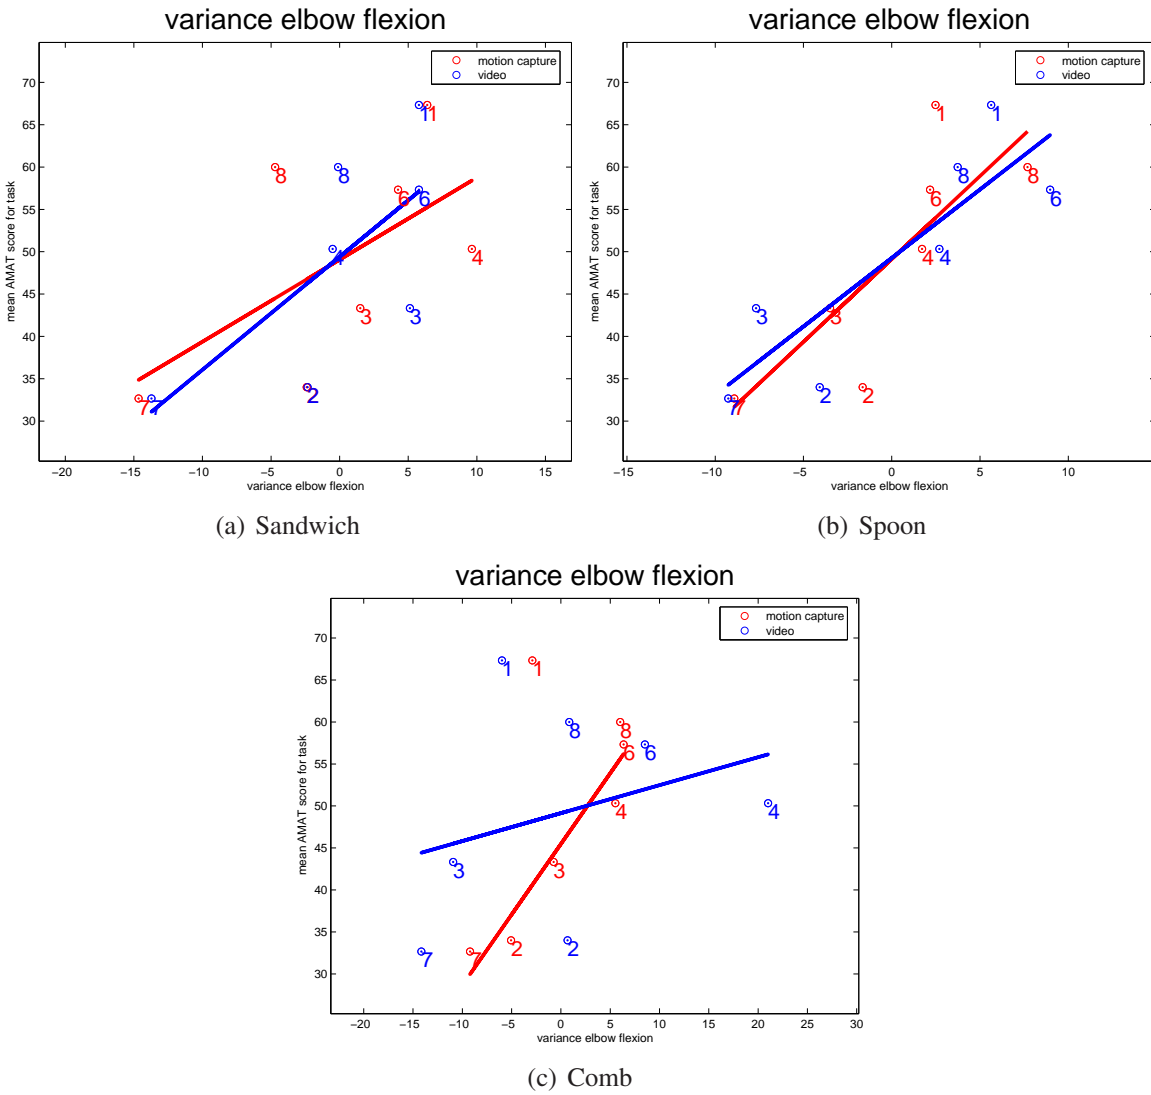 variance elbow flexion
motion capture
video
mean AMAT score for task
70
65
60
55
50
45
40
35
30
−20 −15 −10 −5 0 5 10 15
1 1
8 8
6 6
4 4
3 3
2 2
7 7
variance elbow flexion
(a) Sandwich
variance elbow flexion
motion capture
video
mean AMAT score for task
70
65
60
55
50
45
40
35
30
−15 −10 −5 0 5 10
1 1
8 8
6 6
4 4
3 3
2 2
7 7
variance elbow flexion
(b) Spoon
variance elbow flexion
motion capture
video
mean AMAT score for task
70
65
60
55
50
45
40
35
30
−20 −15 −10 −5 0 5 10 15 20 25 30
1 1
8 8
6 6
4 4
3 3
2 2
7 7
variance elbow flexion
(c) Comb